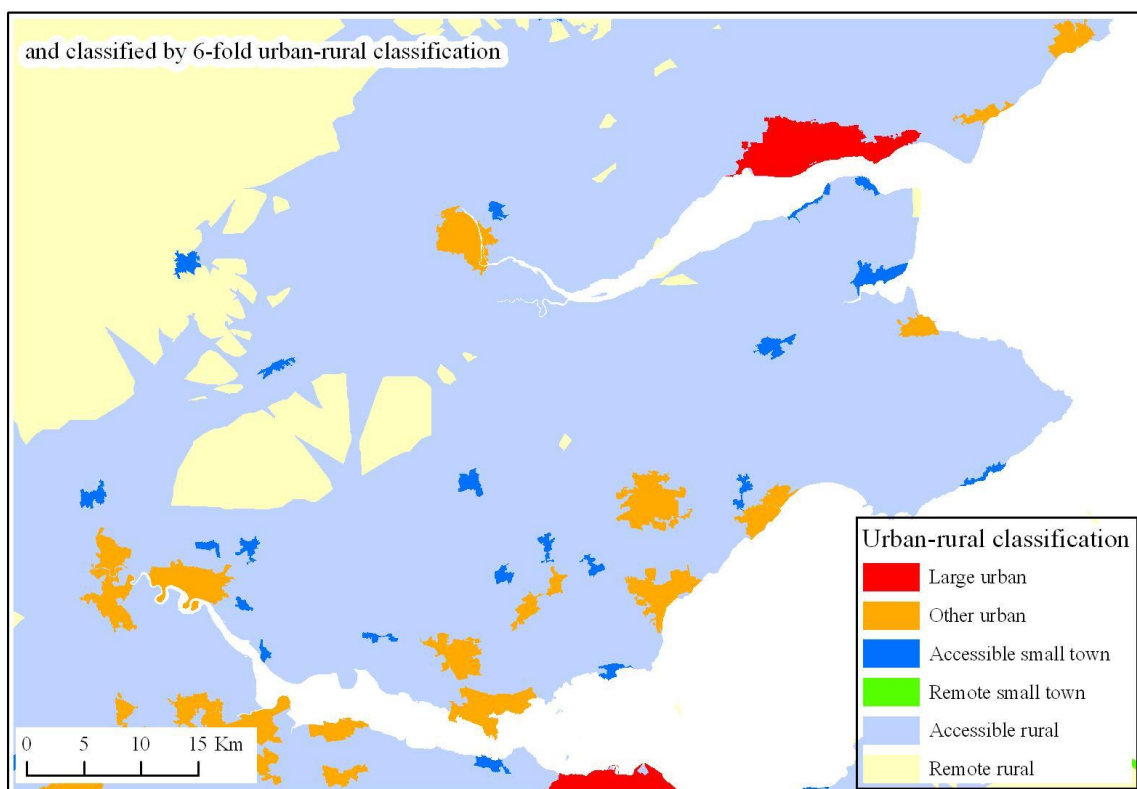 and classified by 6-fold urban-rural classification
Urban-rural classification
Large urban
Other urban
Accessible small town
Remote small town
Accessible rural
Remote rural
0 5 10 15 Km